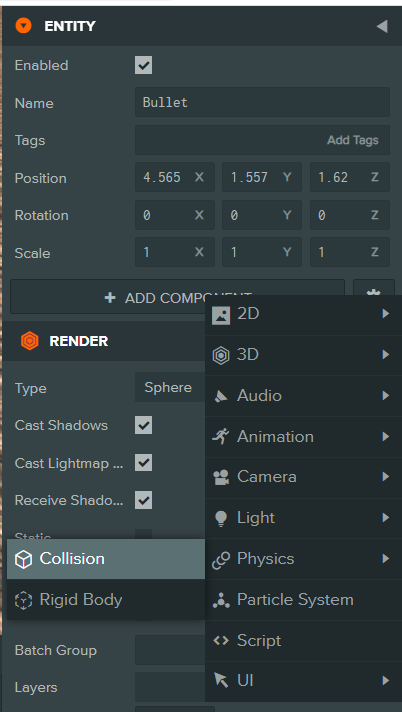 ENTITY
Enabled
Name Bullet
Tags Add Tags
Position 4.565 X 1.557 Y 1.62 Z
Rotation 0 X 0 Y 0 Z
Scale 1 X 1 Y 1 Z
+ ADD COMPONENT
2D
RENDER
3D
Type Sphere
Audio
Cast Shadows
Animation
Cast Lightmap ...
Camera
Receive Shado...
Light
Static
Collision
Physics
Rigid Body
Particle System
Script
Batch Group
UI
Layers